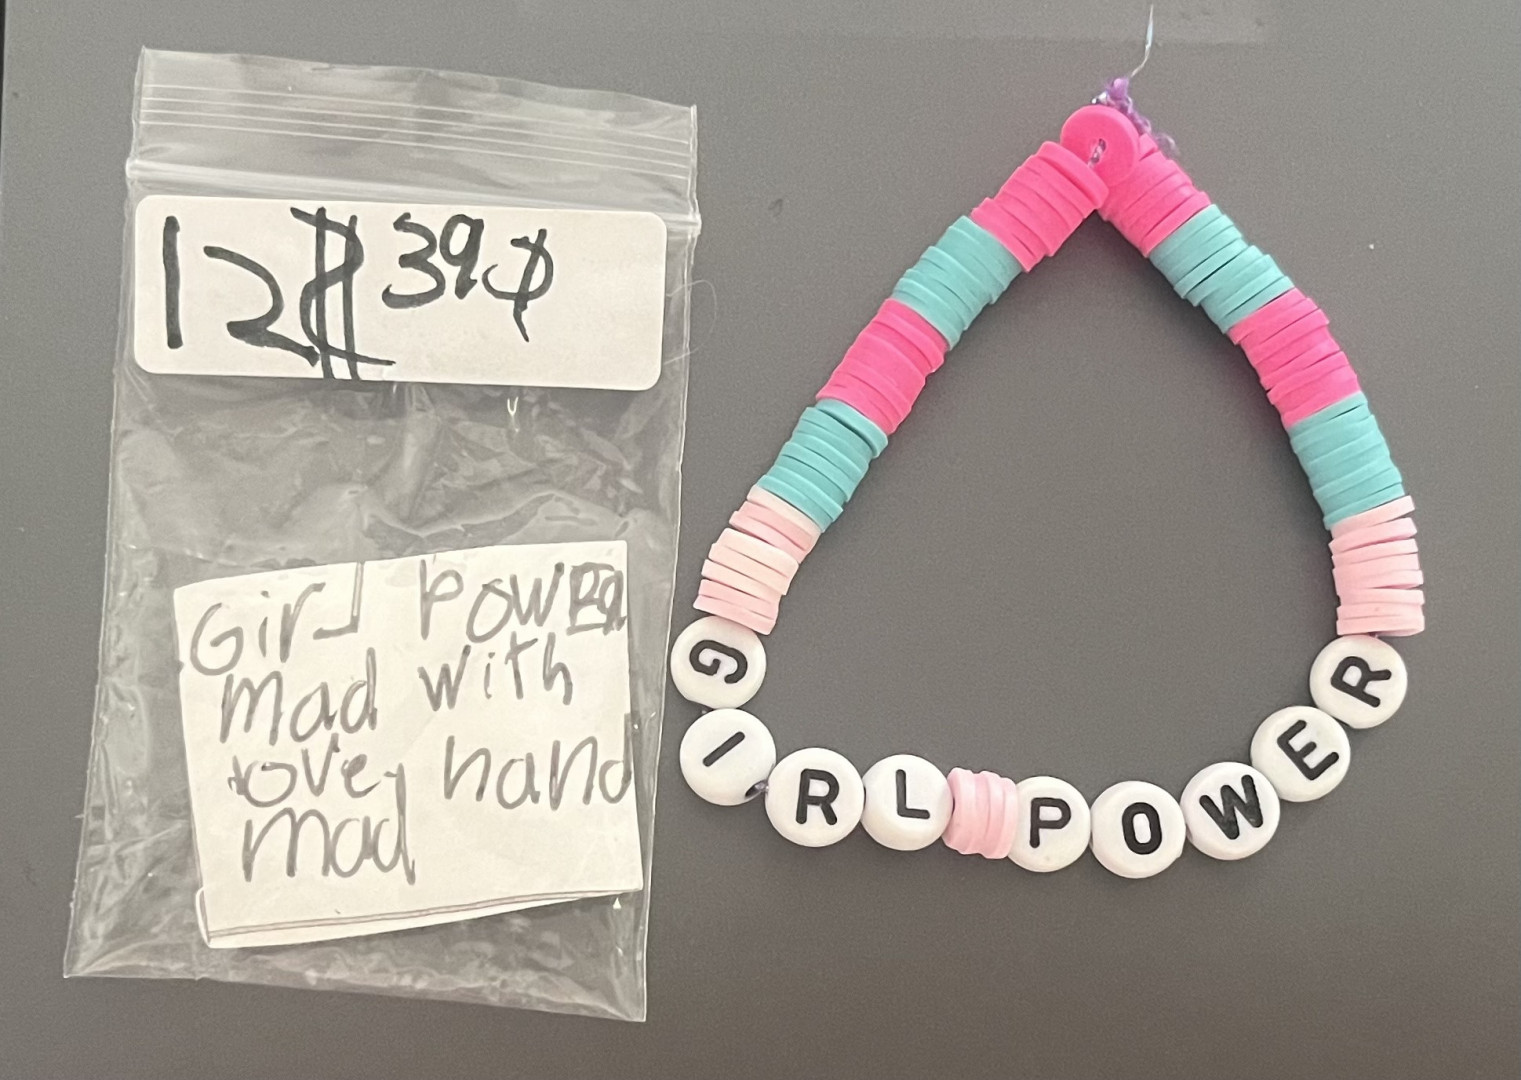 12$ 39¢
Girl Power
mad with
love, hand
mad
GIRL POWER